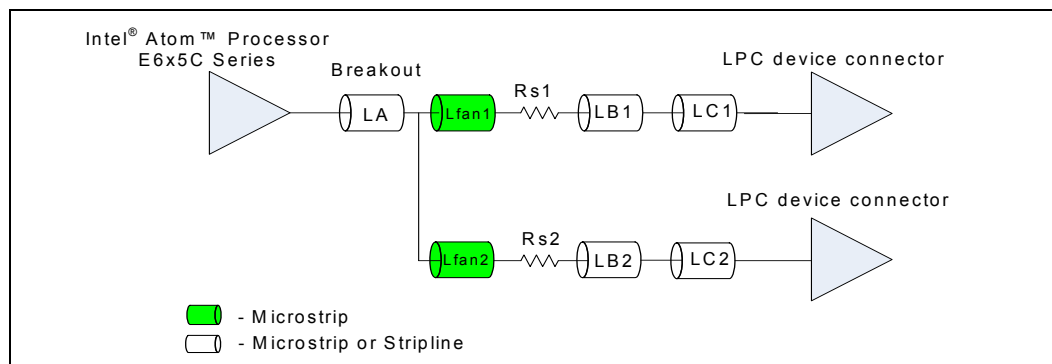 Intel® Atom™ Processor
E6x5C Series
Breakout
LA
Lfan1
Rs1
LB1
LC1
LPC device connector
LPC device connector
Lfan2
Rs2
LB2
LC2
- Microstrip
- Microstrip or Stripline